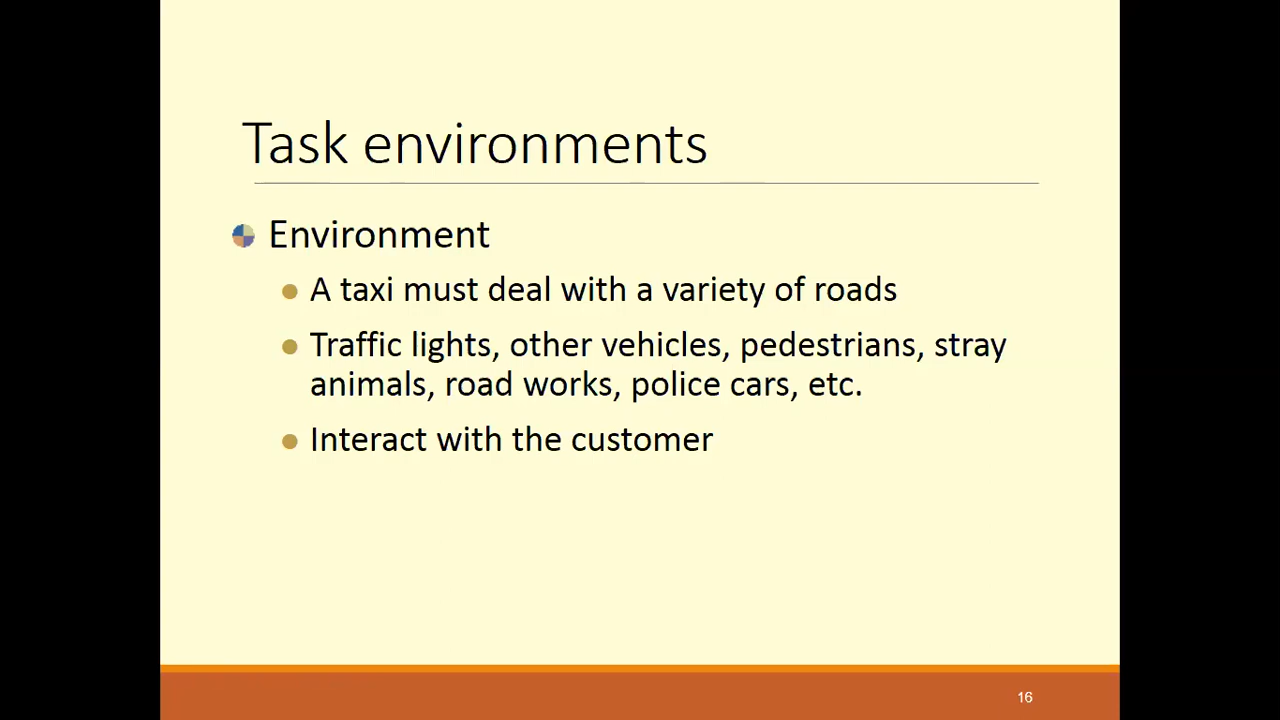 Task environments
Environment
A taxi must deal with a variety of roads
Traffic lights, other vehicles, pedestrians, stray
animals, road works, police cars, etc.
Interact with the customer
16